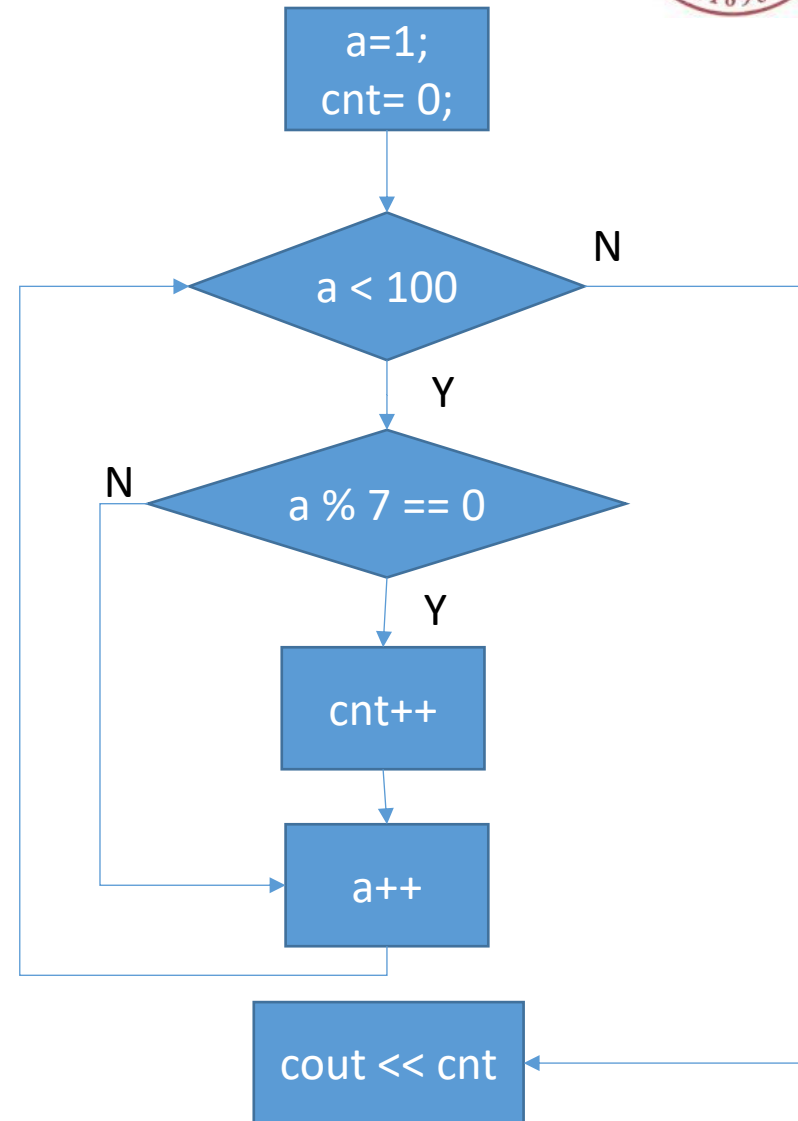 a=1;
cnt= 0;
a < 100
N
Y
a % 7 == 0
N
Y
cnt++
a++
cout << cnt